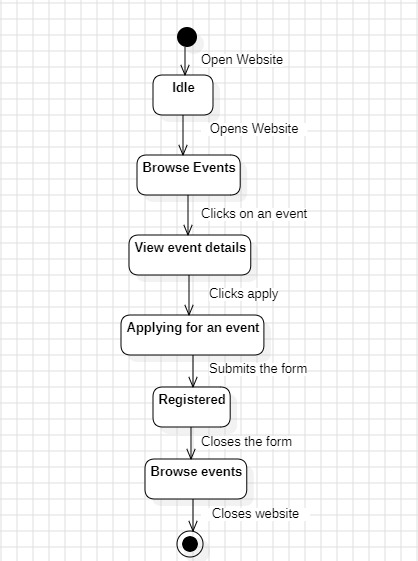 Open Website
Idle
Opens Website
Browse Events
Clicks on an event
View event details
Clicks apply
Applying for an event
Submits the form
Registered
Closes the form
Browse events
Closes website